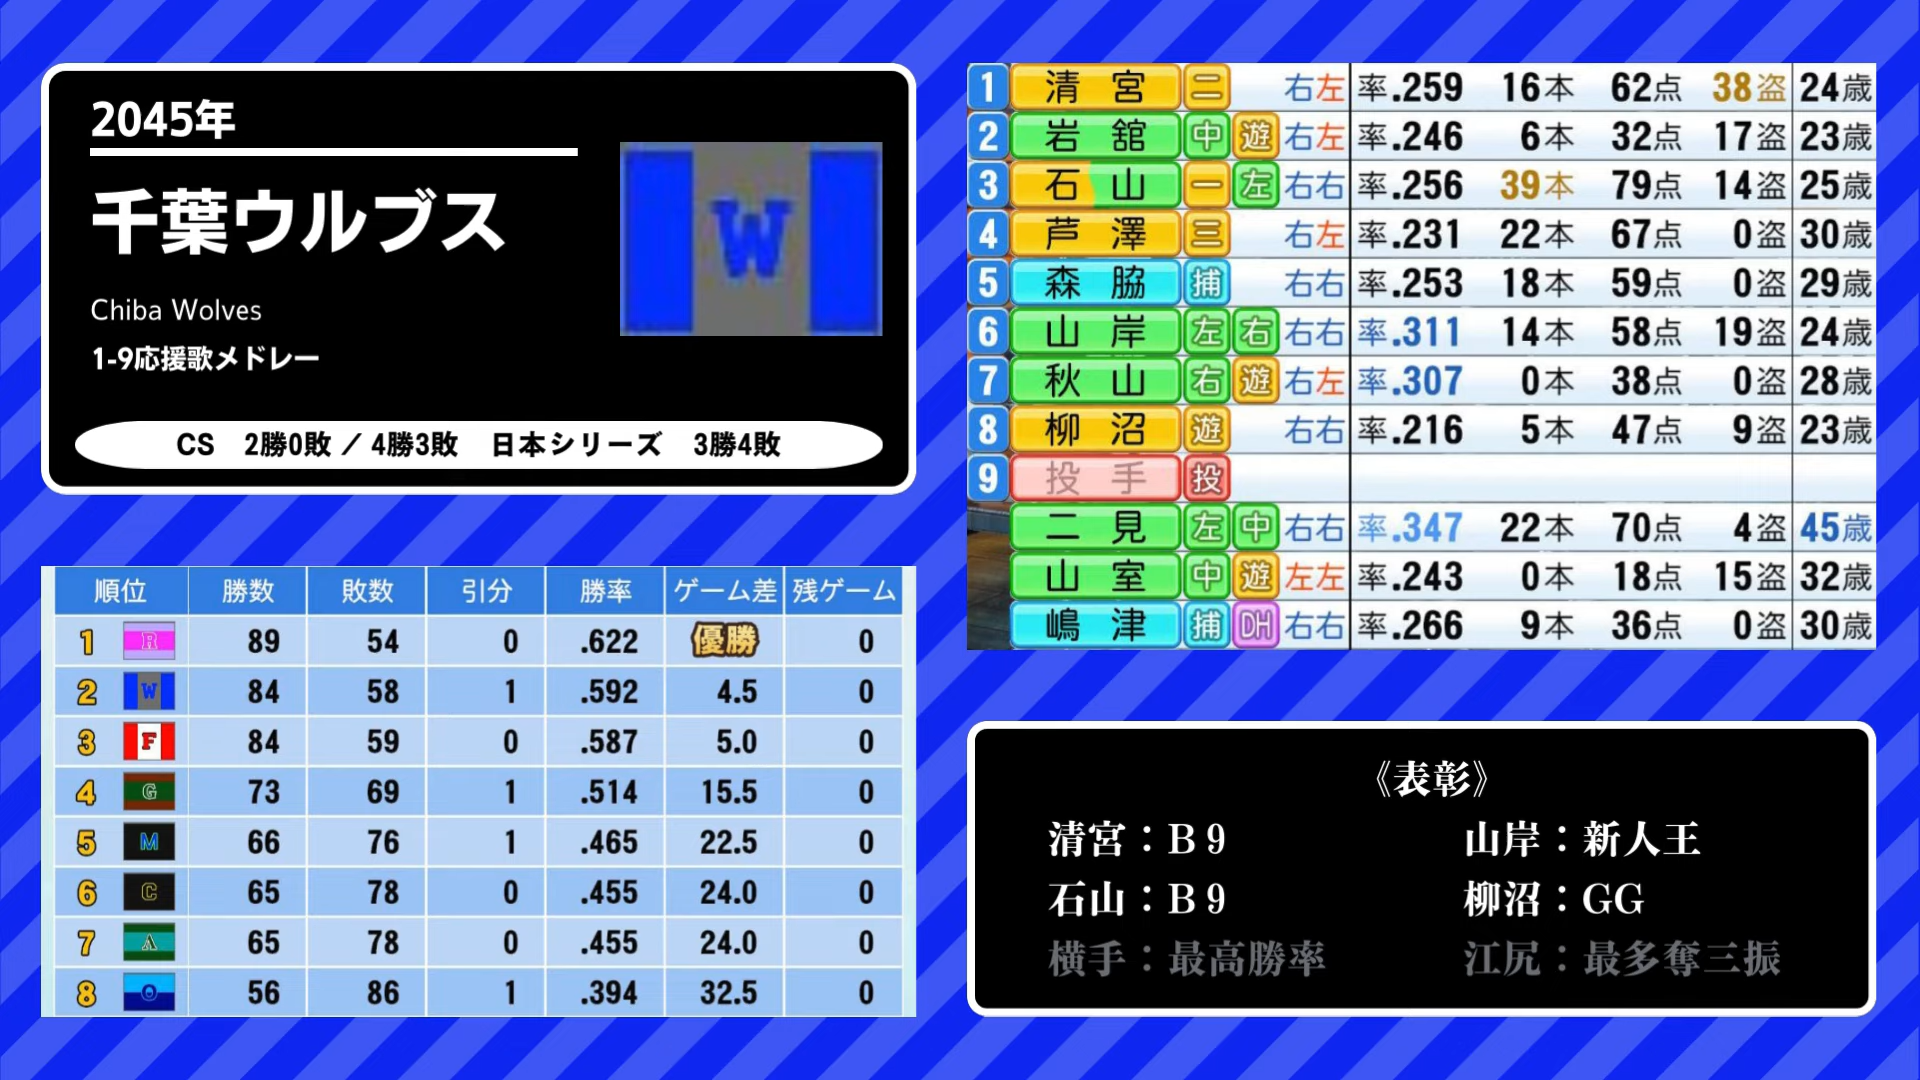 2045年
千葉ウルブス
Chiba Wolves
1-9応援歌メドレー
W
CS 2勝0敗 / 4勝3敗 日本シリーズ 3勝4敗
順位 勝数 敗数 引分 勝率 ゲーム差 残ゲーム
1 R 89 54 0 .622 優勝 0
2 W 84 58 1 .592 4.5 0
3 F 84 59 0 .587 5.0 0
4 G 73 69 1 .514 15.5 0
5 M 66 76 1 .465 22.5 0
6 C 65 78 0 .455 24.0 0
7 A 65 78 0 .455 24.0 0
8 O 56 86 1 .394 32.5 0
1 清宮 二 右左 率.259 16本 62点 38盗 24歳
2 岩舘 中 遊 右左 率.246 6本 32点 17盗 23歳
3 石山 一 左 右右 率.256 39本 79点 14盗 25歳
4 芦澤 三 右左 率.231 22本 67点 0盗 30歳
5 森脇 捕 右右 率.253 18本 59点 0盗 29歳
6 山岸 左 右 右右 率.311 14本 58点 19盗 24歳
7 秋山 右 遊 右左 率.307 0本 38点 0盗 28歳
8 柳沼 遊 右右 率.216 5本 47点 9盗 23歳
9 投手 投
二見 左 中 右右 率.347 22本 70点 4盗 45歳
山室 中 遊 左左 率.243 0本 18点 15盗 32歳
嶋津 捕 DH 右右 率.266 9本 36点 0盗 30歳
《表彰》
清宮：B9 山岸：新人王
石山：B9 柳沼：GG
横手：最高勝率 江尻：最多奪三振